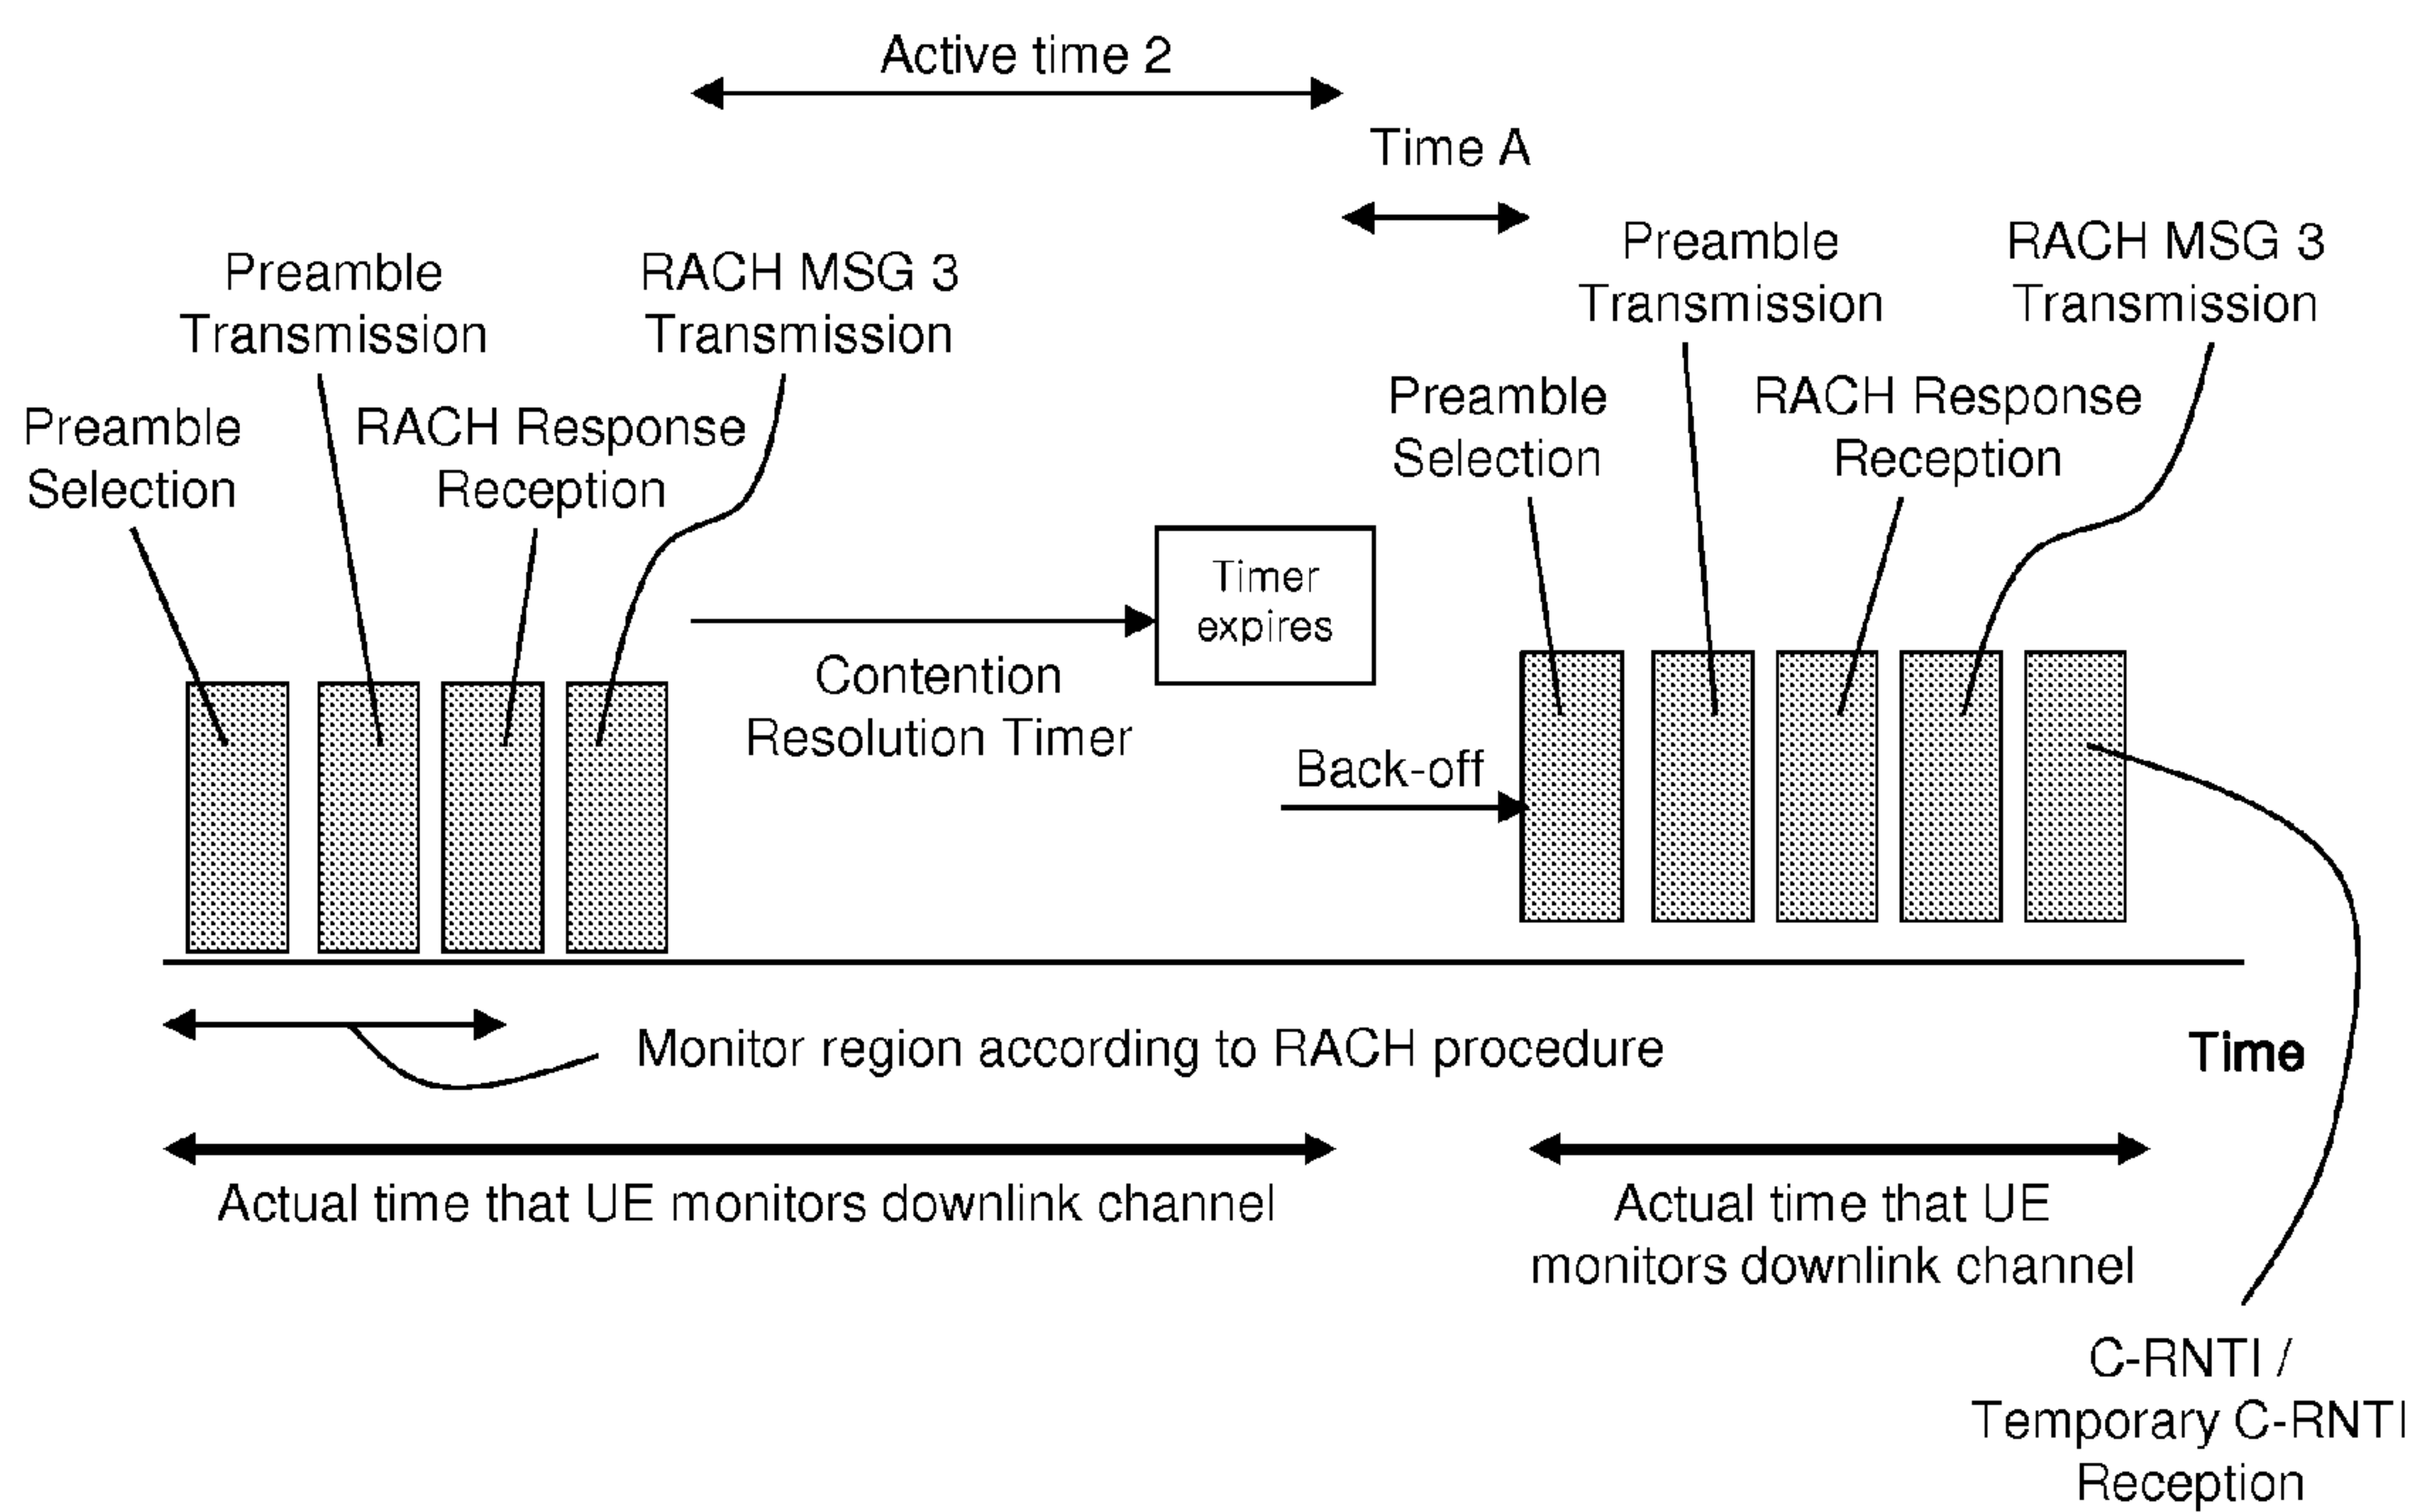 Active time 2
Time A
Preamble
Transmission
RACH MSG 3
Transmission
Preamble
Selection
RACH Response
Reception
Preamble
Transmission
RACH MSG 3
Transmission
Preamble
Selection
RACH Response
Reception
Timer
expires
Contention
Resolution Timer
Back-off
Monitor region according to RACH procedure
Time
Actual time that UE monitors downlink channel
Actual time that UE
monitors downlink channel
C-RNTI /
Temporary C-RNTI
Reception